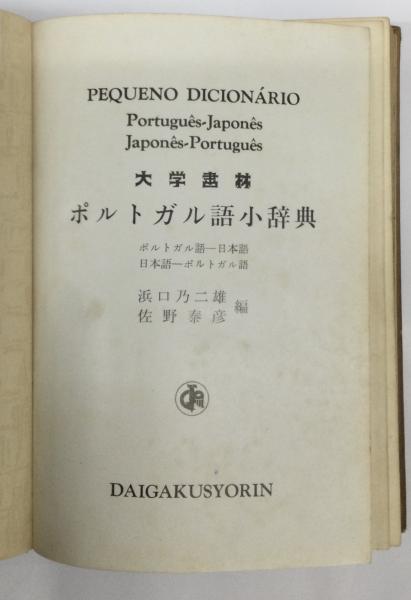 PEQUENO DICIONÁRIO
Português-Japonês
Japonês-Português
大学書林
ポルトガル語小辞典
ポルトガル語—日本語
日本語—ポルトガル語
浜口乃二雄
佐野泰彦
編
DAIGAKUSYORIN